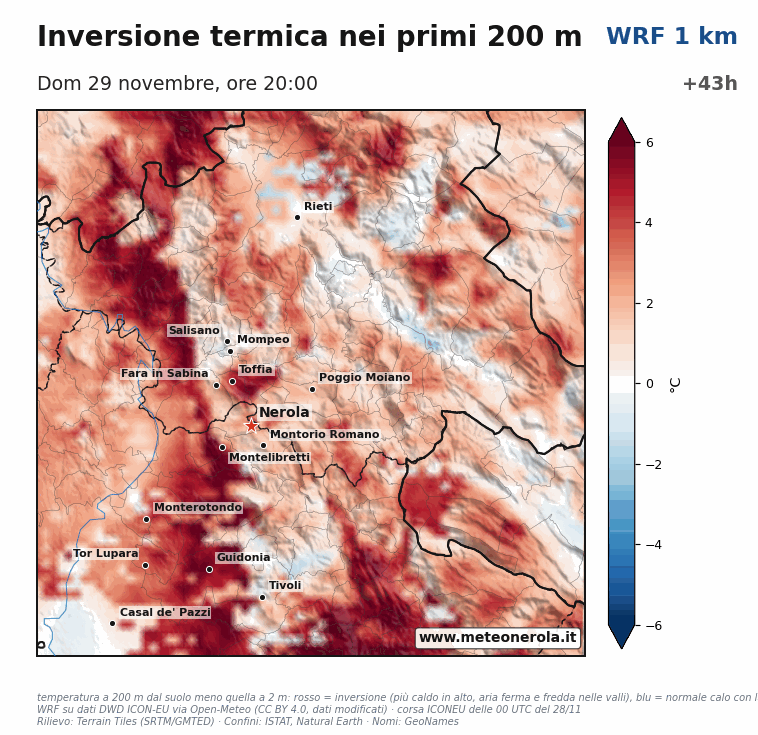 Inversione termica nei primi 200 m
WRF 1 km
Dom 29 novembre, ore 20:00
+43h
Rieti
Salisano
Mompeo
Toffia
Fara in Sabina
Poggio Moiano
Nerola
Montorio Romano
Montelibretti
Monterotondo
Tor Lupara
Guidonia
Tivoli
Casal de' Pazzi
www.meteonerola.it
6
4
2
0
−2
−4
−6
°C
temperatura a 200 m dal suolo meno quella a 2 m: rosso = inversione (più caldo in alto, aria ferma e fredda nelle valli), blu = normale calo con l
WRF su dati DWD ICON-EU via Open-Meteo (CC BY 4.0, dati modificati) · corsa ICONEU delle 00 UTC del 28/11
Rilievo: Terrain Tiles (SRTM/GMTED) · Confini: ISTAT, Natural Earth · Nomi: GeoNames